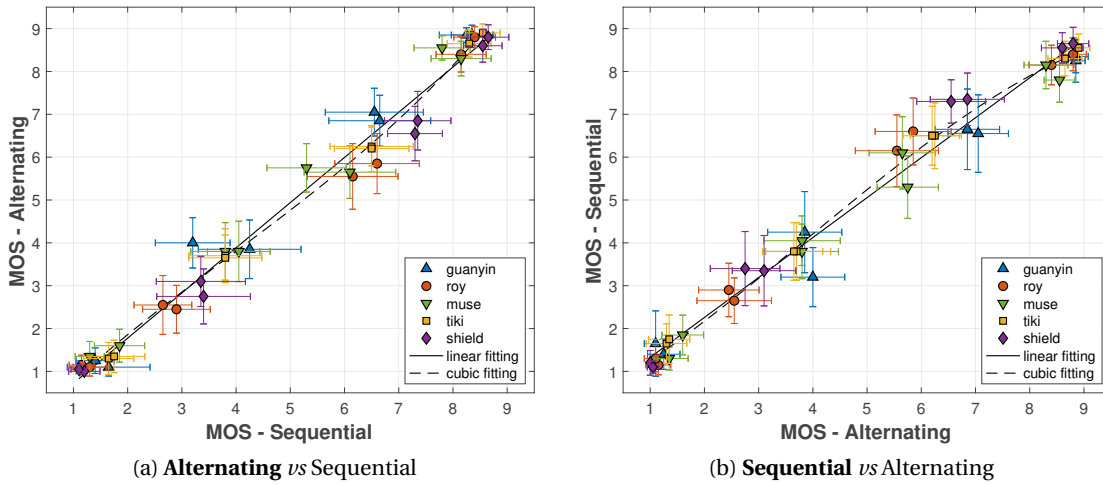 9
8
7
6
5
4
3
2
1
MOS - Alternating
guanyin
roy
muse
tiki
shield
linear fitting
cubic fitting
1 2 3 4 5 6 7 8 9
MOS - Sequential
(a) Alternating vs Sequential
9
8
7
6
5
4
3
2
1
MOS - Sequential
guanyin
roy
muse
tiki
shield
linear fitting
cubic fitting
1 2 3 4 5 6 7 8 9
MOS - Alternating
(b) Sequential vs Alternating